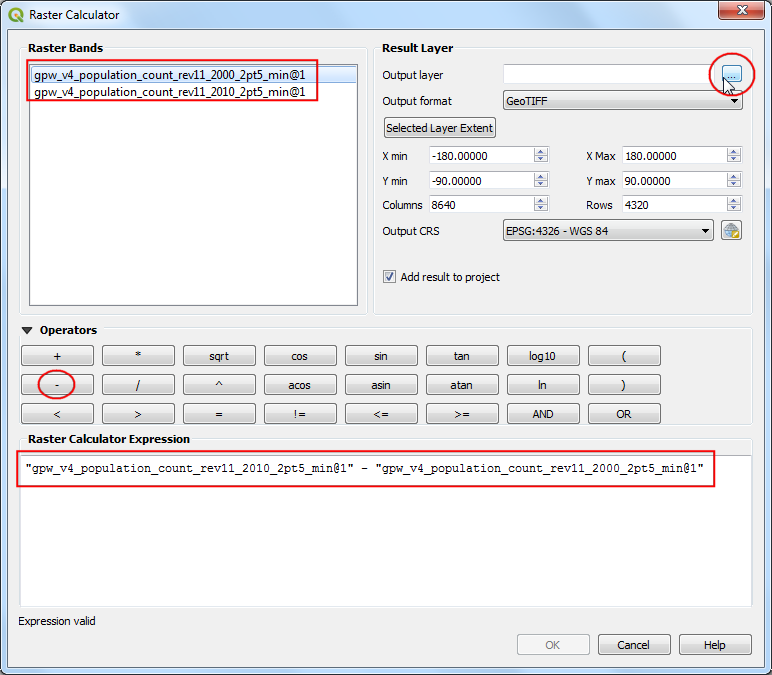 Raster Calculator
Raster Bands
gpw_v4_population_count_rev11_2000_2pt5_min@1
gpw_v4_population_count_rev11_2010_2pt5_min@1
Result Layer
Output layer
...
Output format GeoTIFF
Selected Layer Extent
X min -180.00000 X Max 180.00000
Y min -90.00000 Y max 90.00000
Columns 8640 Rows 4320
Output CRS EPSG:4326 - WGS 84
Add result to project
Operators
+ * sqrt cos sin tan log10 (
- / ^ acos asin atan ln )
< > = != <= >= AND OR
Raster Calculator Expression
"gpw_v4_population_count_rev11_2010_2pt5_min@1" - "gpw_v4_population_count_rev11_2000_2pt5_min@1"
Expression valid
OK Cancel Help